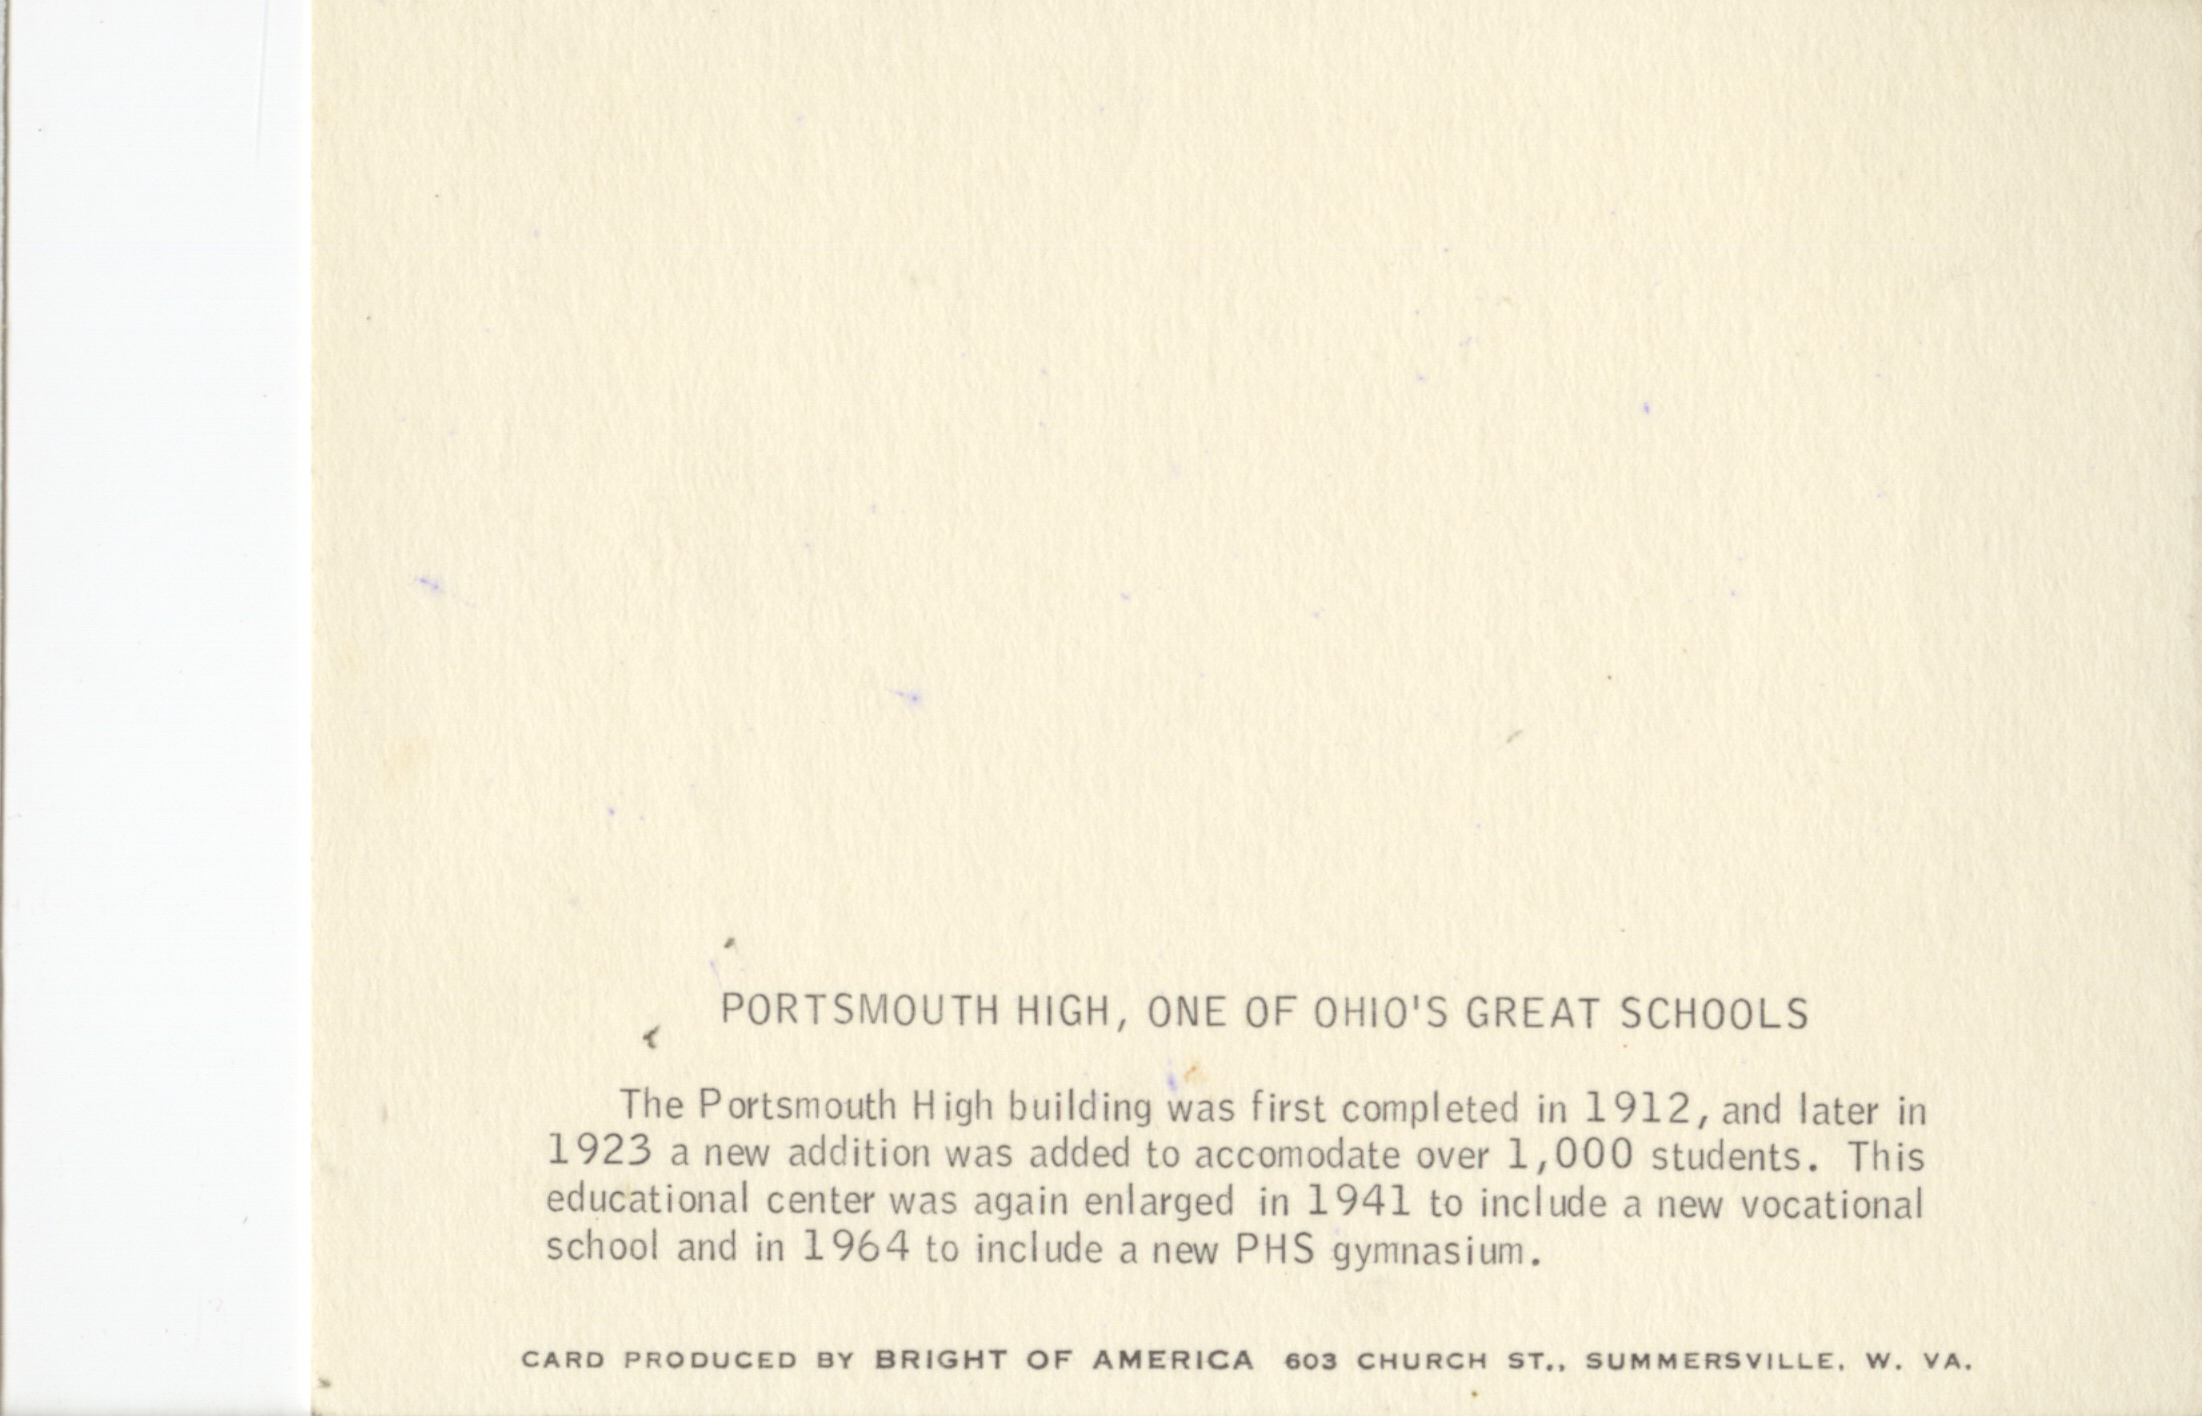 PORTSMOUTH HIGH, ONE OF OHIO'S GREAT SCHOOLS
The Portsmouth High building was first completed in 1912, and later in
1923 a new addition was added to accomodate over 1,000 students. This
educational center was again enlarged in 1941 to include a new vocational
school and in 1964 to include a new PHS gymnasium.
CARD PRODUCED BY BRIGHT OF AMERICA 603 CHURCH ST., SUMMERSVILLE, W. VA.